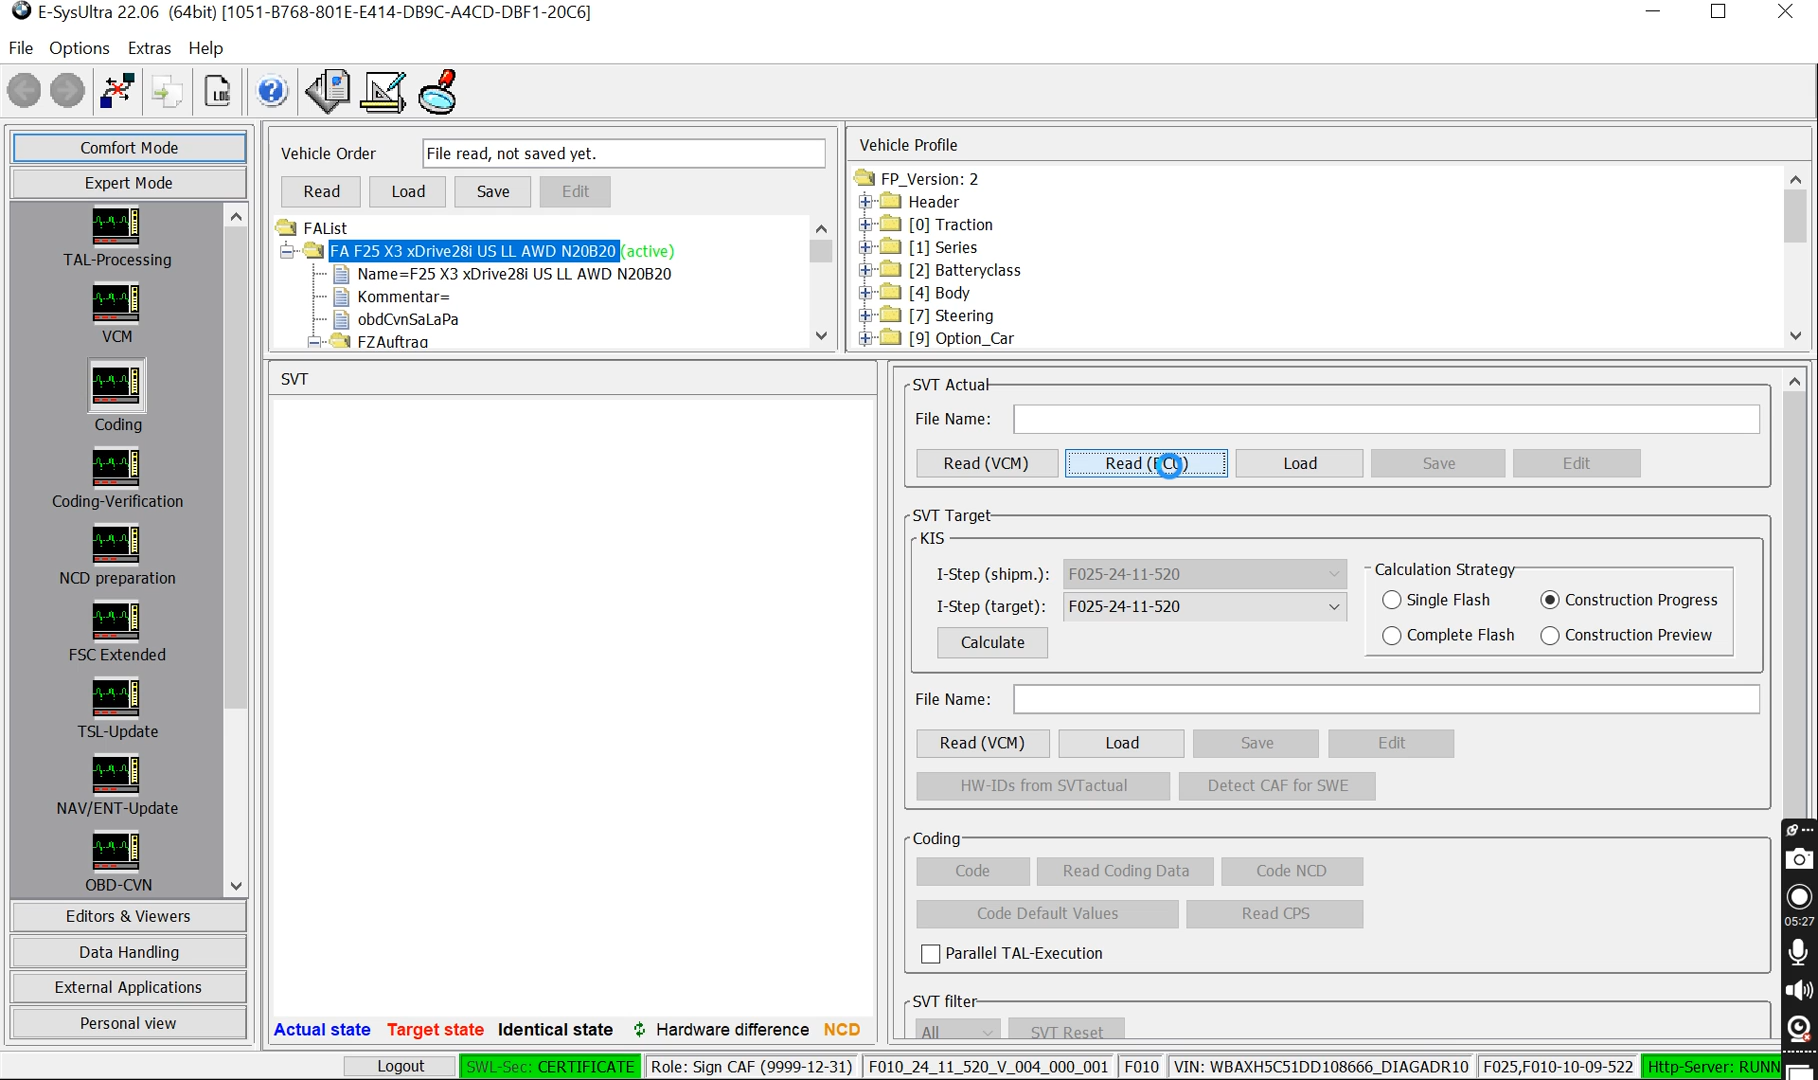 E-SysUltra 22.06 (64bit) [1051-B768-801E-E414-DB9C-A4CD-DBF1-20C6]
File Options Extras Help
LOG
Comfort Mode
Expert Mode
TAL-Processing
VCM
Coding
Coding-Verification
NCD preparation
FSC Extended
TSL-Update
NAV/ENT-Update
OBD-CVN
Editors & Viewers
Data Handling
External Applications
Personal view
Vehicle Order File read, not saved yet.
Read Load Save Edit
FAList
FA F25 X3 xDrive28i US LL AWD N20B20 (active)
Name=F25 X3 xDrive28i US LL AWD N20B20
Kommentar=
obdCvnSaLaPa
FZAuftrag
Vehicle Profile
FP_Version: 2
Header
[0] Traction
[1] Series
[2] Batteryclass
[4] Body
[7] Steering
[9] Option_Car
SVT
Actual state Target state Identical state Hardware difference NCD
SVT Actual
File Name:
Read (VCM) Read (ECU) Load Save Edit
SVT Target
KIS
I-Step (shipm.): F025-24-11-520
I-Step (target): F025-24-11-520
Calculate
Calculation Strategy
Single Flash Construction Progress
Complete Flash Construction Preview
File Name:
Read (VCM) Load Save Edit
HW-IDs from SVTactual Detect CAF for SWE
Coding
Code Read Coding Data Code NCD
Code Default Values Read CPS
Parallel TAL-Execution
SVT filter
All SVT Reset
05:27
Logout SWL-Sec: CERTIFICATE Role: Sign CAF (9999-12-31) F010_24_11_520_V_004_000_001 F010 VIN: WBAXH5C51DD108666_DIAGADR10 F025,F010-10-09-522 Http-Server: RUNN